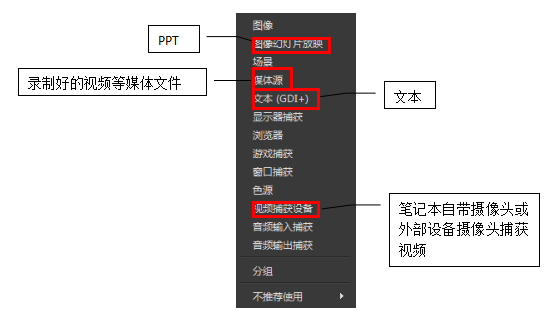 图像
PPT
图像幻灯片放映
场景
录制好的视频等媒体文件
媒体源
文本 (GDI+)
文本
显示器捕获
浏览器
游戏捕获
窗口捕获
色源
视频捕获设备
笔记本自带摄像头或
外部设备摄像头捕获
视频
音频输入捕获
音频输出捕获
分组
不推荐使用